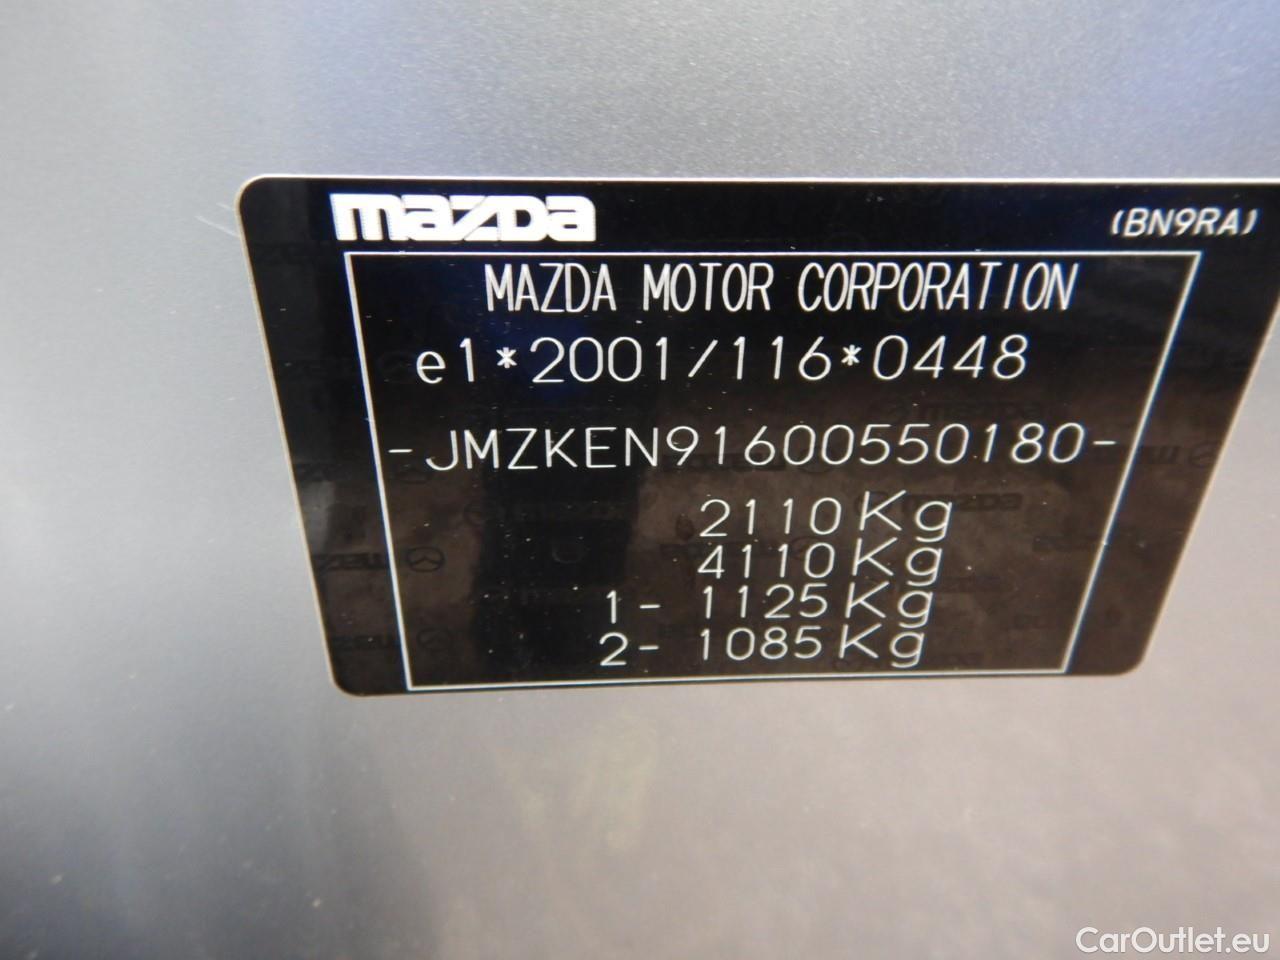 mazda
(BN9RA)
MAZDA MOTOR CORPORATION
e1*2001/116*0448
-JMZKEN91600550180-
2110Kg
4110Kg
1- 1125Kg
2- 1085Kg
CarOutlet.eu